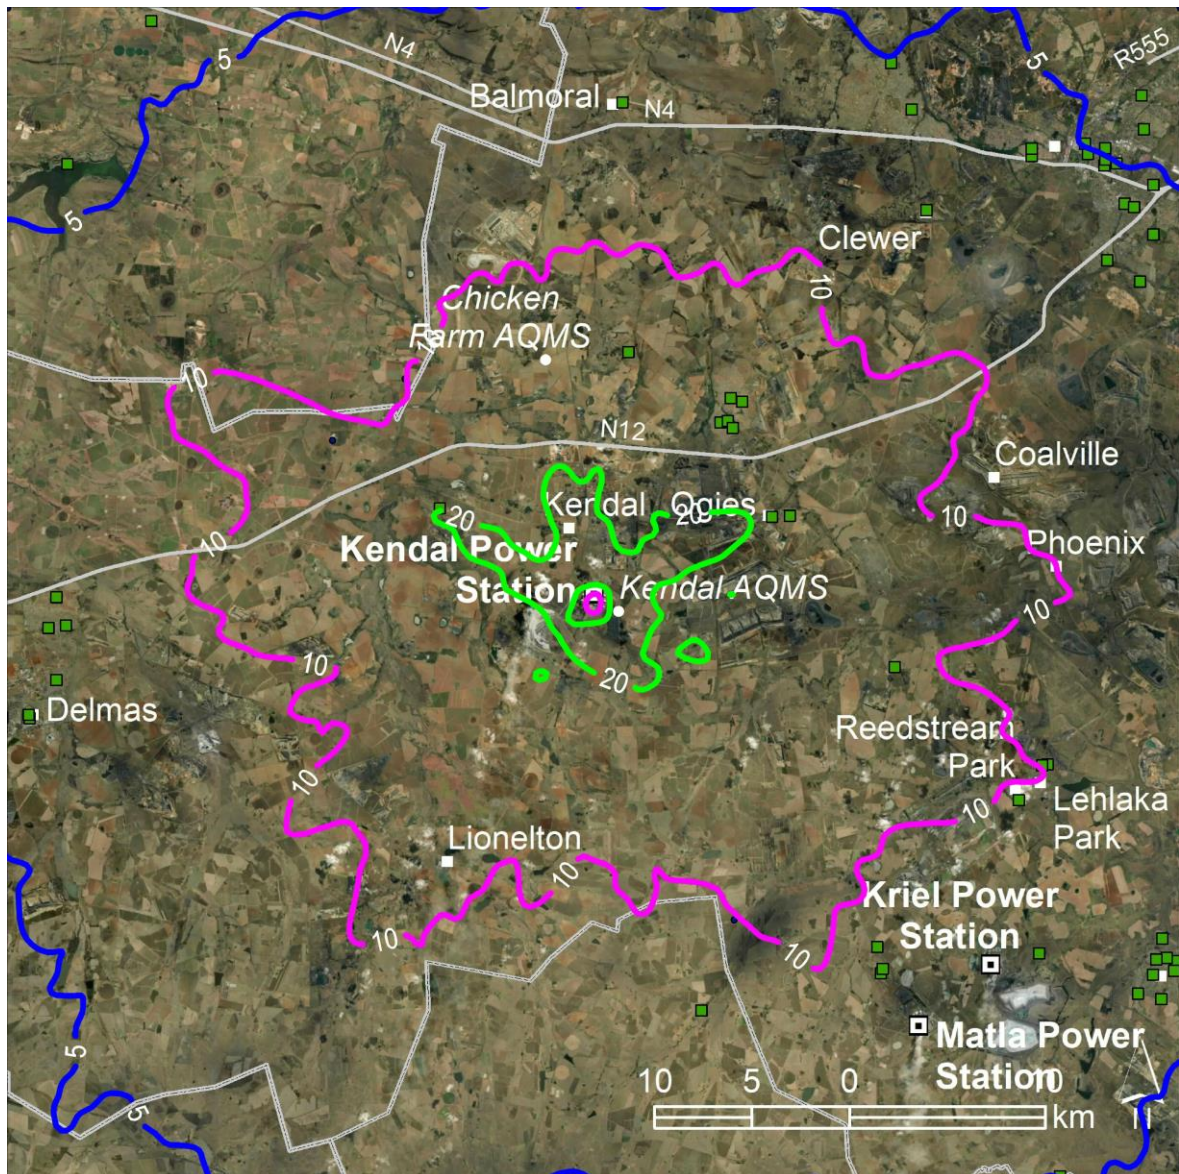 N4
5
R555
5
Balmoral
N4
5
Clewer
10
Chicken
Farm AQMS
10
10
N12
Coalville
Kendal
Ogies
20
20
10
Kendal Power
Station
Phoenix
10
Kendal AQMS
10
10
20
Delmas
Reedstream
Park
10
10
Lehlaka
Park
Lionelton
10
Kriel Power
Station
10
10
Matla Power
Station
5
10
5
0
10
km
5
N